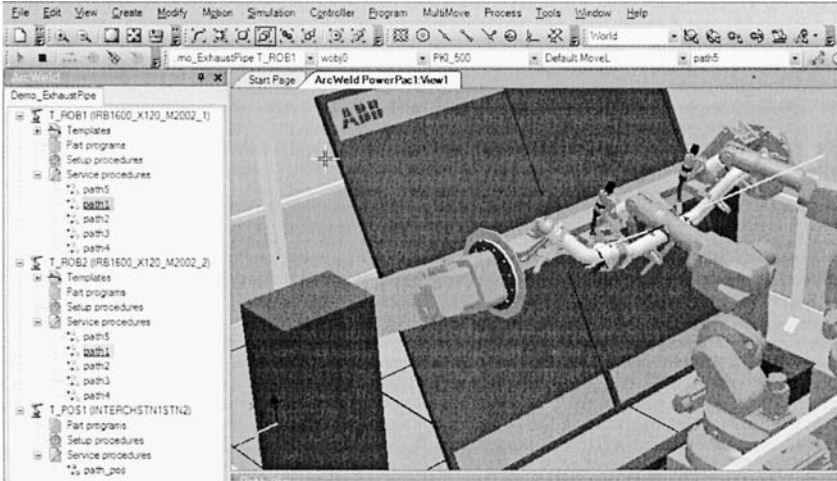 File Edit View Create Modify Motion Simulation Controller Program MultiMove Process Tools Window Help
World
...mo_ExhaustPipe T_ROB1 wobj0 PKI_500 Default MoveL path5
ArcWeld
Start Page ArcWeld PowerPac1:View1
Demo_ExhaustPipe
T_ROB1 (IRB1600_X120_M2002_1)
Templates
Part programs
Setup procedures
Service procedures
path5
path1
path2
path3
path4
T_ROB2 (IRB1600_X120_M2002_2)
Templates
Part programs
Setup procedures
Service procedures
path5
path1
path2
path3
path4
T_POS1 (INTERCHSTN1STN2)
Part programs
Setup procedures
Service procedures
path_pos
ABB